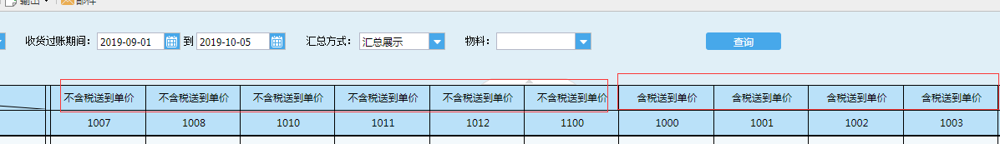 输出 邮件
收货过账期间： 2019-09-01 到 2019-10-05 汇总方式： 汇总展示 物料： 查询
不含税送到单价 不含税送到单价 不含税送到单价 不含税送到单价 不含税送到单价 不含税送到单价 含税送到单价 含税送到单价 含税送到单价 含税送到单价
1007 1008 1010 1011 1012 1100 1000 1001 1002 1003